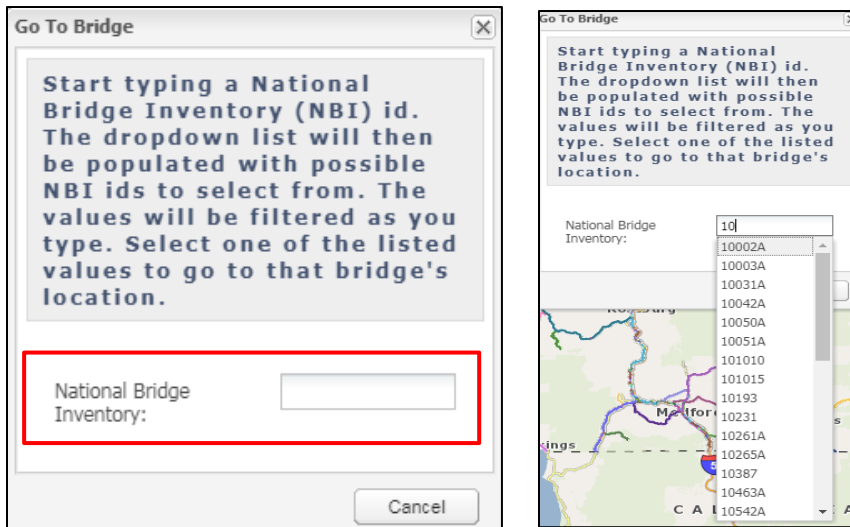 Go To Bridge
Start typing a National
Bridge Inventory (NBI) id.
The dropdown list will then
be populated with possible
NBI ids to select from. The
values will be filtered as you
type. Select one of the listed
values to go to that bridge's
location.
National Bridge
Inventory:
Cancel
Go To Bridge
Start typing a National
Bridge Inventory (NBI) id.
The dropdown list will then
be populated with possible
NBI ids to select from. The
values will be filtered as you
type. Select one of the listed
values to go to that bridge's
location.
National Bridge
Inventory:
10
10002A
10003A
10031A
10042A
10050A
10051A
101010
101015
10193
10231
10261A
10265A
10387
10463A
10542A
ings
5